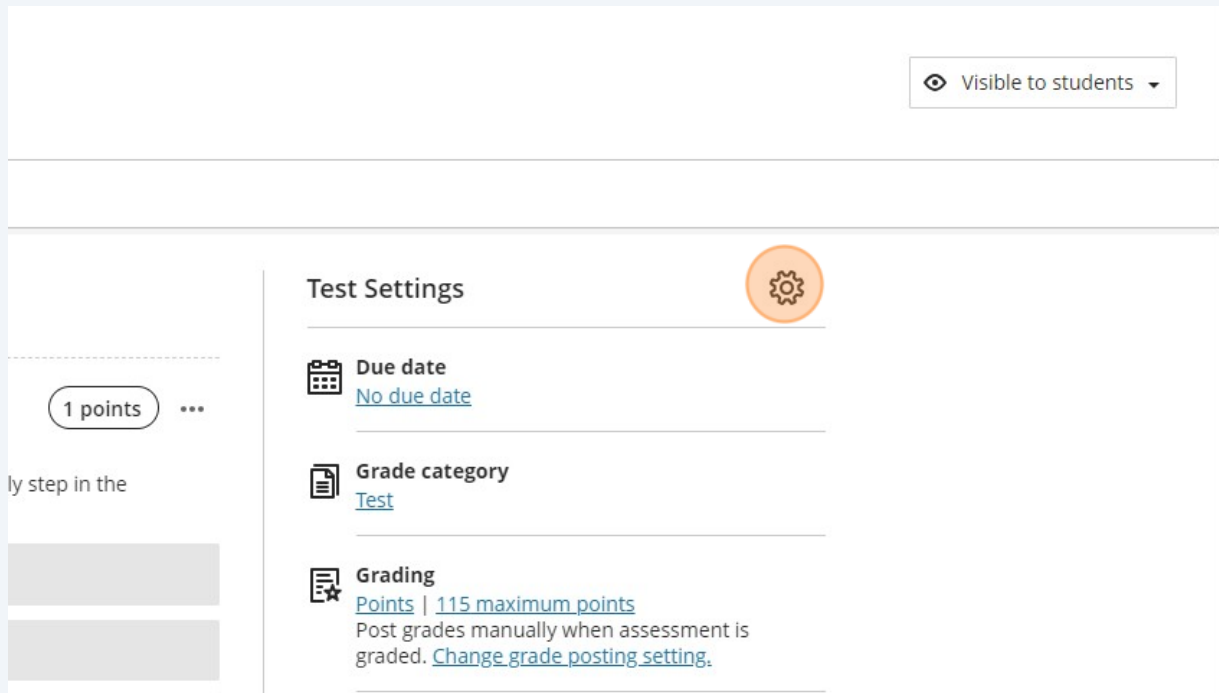 Visible to students
Test Settings
Due date
No due date
1 points
Grade category
ly step in the
Test
Grading
Points | 115 maximum points
Post grades manually when assessment is
graded. Change grade posting setting.